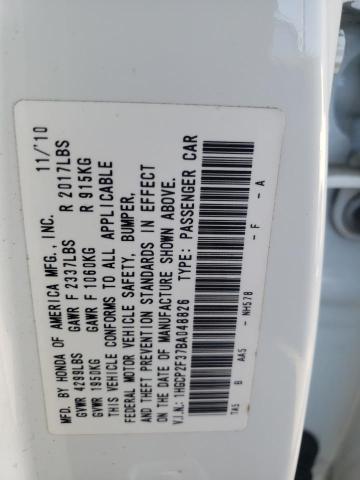 MFD. BY HONDA OF AMERICA MFG., INC. 11/'10
GVWR 4299LBS GAWR F 2337LBS R 2017LBS
GVWR 1950KG GAWR F 1060KG R 915KG
THIS VEHICLE CONFORMS TO ALL APPLICABLE
FEDERAL MOTOR VEHICLE SAFETY, BUMPER,
AND THEFT PREVENTION STANDARDS IN EFFECT
ON THE DATE OF MANUFACTURE SHOWN ABOVE.
V.I.N.: 1HGCP2F37BA048826 TYPE: PASSENGER CAR
TA5 B AA5 - NH578 - F - A